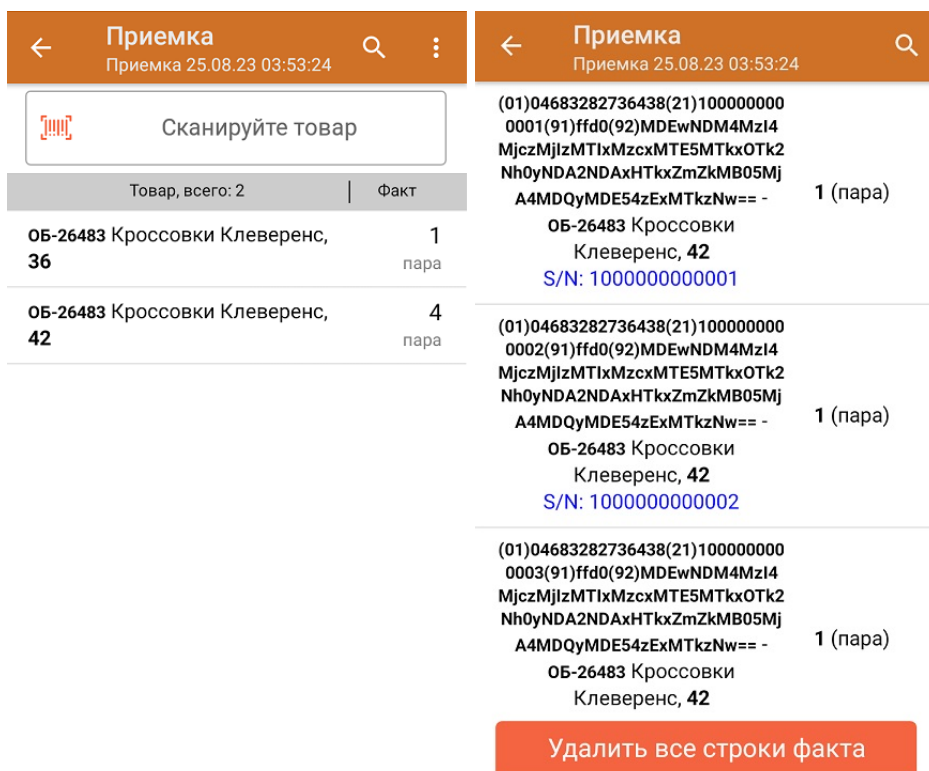 Приемка
Приемка 25.08.23 03:53:24
Сканируйте товар
Товар, всего: 2 | Факт
ОБ-26483 Кроссовки Клеверенс, 1
36 пара
ОБ-26483 Кроссовки Клеверенс, 4
42 пара
Приемка
Приемка 25.08.23 03:53:24
(01)04683282736438(21)100000000
0001(91)ffd0(92)MDEwNDM4MzI4
MjczMjIzMTIxMzcxMTE5MTkxOTk2
Nh0yNDA2NDAxHTkxZmZkMB05Mj
A4MDQyMDE54zExMTkzNw== - 1 (пара)
ОБ-26483 Кроссовки
Клеверенс, 42
S/N: 1000000000001
(01)04683282736438(21)100000000
0002(91)ffd0(92)MDEwNDM4MzI4
MjczMjIzMTIxMzcxMTE5MTkxOTk2
Nh0yNDA2NDAxHTkxZmZkMB05Mj
A4MDQyMDE54zExMTkzNw== - 1 (пара)
ОБ-26483 Кроссовки
Клеверенс, 42
S/N: 1000000000002
(01)04683282736438(21)100000000
0003(91)ffd0(92)MDEwNDM4MzI4
MjczMjIzMTIxMzcxMTE5MTkxOTk2
Nh0yNDA2NDAxHTkxZmZkMB05Mj
A4MDQyMDE54zExMTkzNw== - 1 (пара)
ОБ-26483 Кроссовки
Клеверенс, 42
Удалить все строки факта